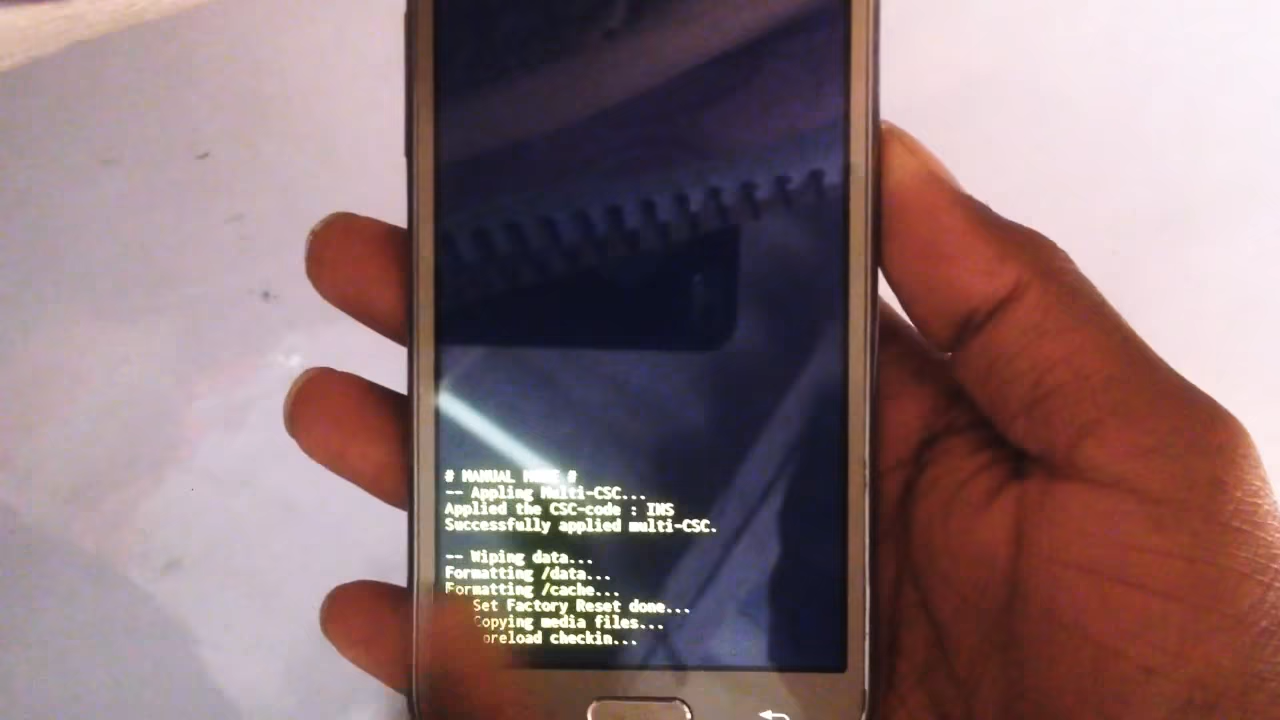 # MANUAL MODE #
-- Appling Multi-CSC...
Applied the CSC-code : INS
Successfully applied multi-CSC.
-- Wiping data...
Formatting /data...
Formatting /cache...
Set Factory Reset done...
Copying media files...
preload checkin...